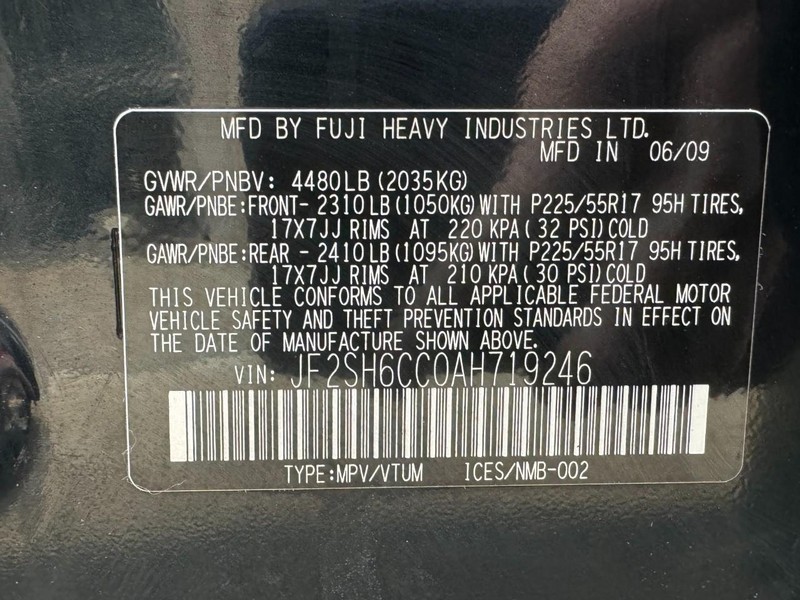 MFD BY FUJI HEAVY INDUSTRIES LTD.
MFD IN 06/09
GVWR/PNBV: 4480LB(2035KG)
GAWR/PNBE:FRONT- 2310LB(1050KG)WITH P225/55R17 95H TIRES,
17X7JJ RIMS AT 220 KPA(32 PSI)COLD
GAWR/PNBE:REAR - 2410LB(1095KG)WITH P225/55R17 95H TIRES,
17X7JJ RIMS AT 210 KPA(30 PSI)COLD
THIS VEHICLE CONFORMS TO ALL APPLICABLE FEDERAL MOTOR
VEHICLE SAFETY AND THEFT PREVENTION STANDARDS IN EFFECT ON
THE DATE OF MANUFACTURE SHOWN ABOVE.
VIN: JF2SH6CC0AH719246
TYPE:MPV/VTUM ICES/NMB-002